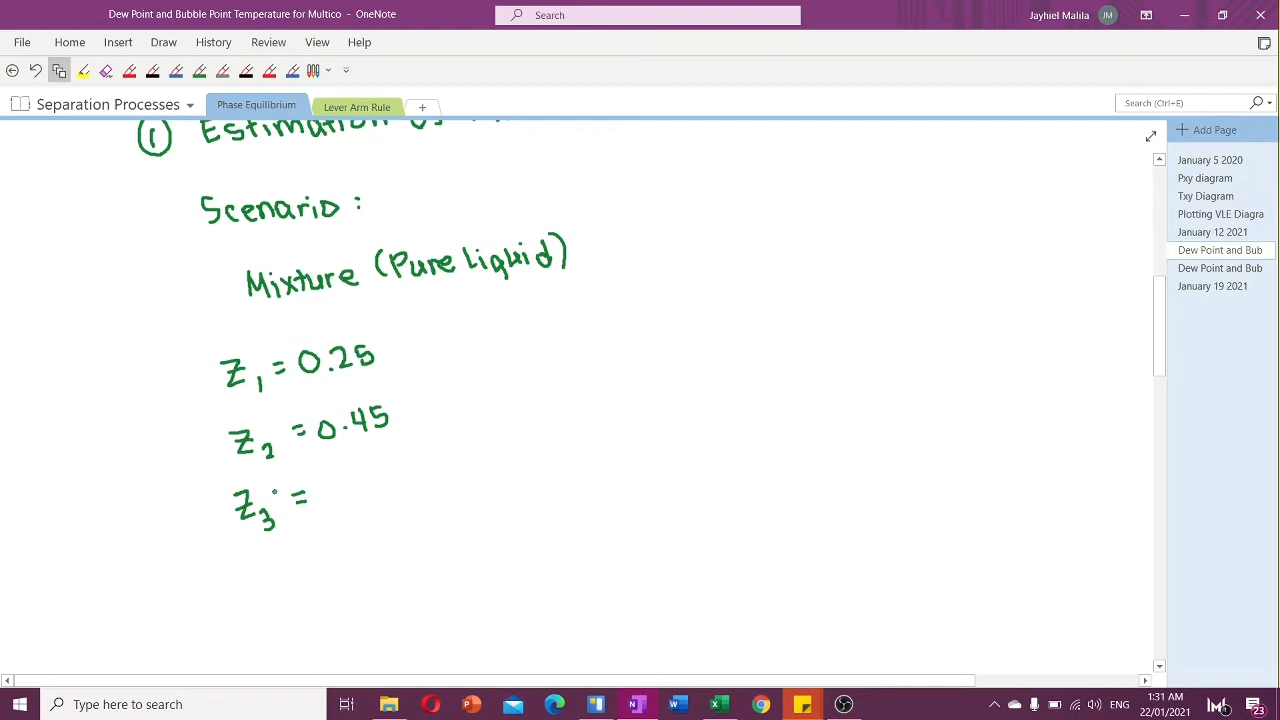 Dew Point and Bubble Point Temperature for Multico - OneNote
Search
Jayhiel Malila JM
File Home Insert Draw History Review View Help
Separation Processes
Phase Equilibrium
Lever Arm Rule
Search (Ctrl+E)
Add Page
January 5 2020
Pxy diagram
Txy Diagram
Plotting VLE Diagra
January 12 2021
Dew Point and Bub
Dew Point and Bub
January 19 2021
① Estimation
Scenario :
Mixture (Pure Liquid)
Z1 = 0.25
Z2 = 0.45
Z3 =
Type here to search
ENG
1:31 AM
22/01/2021
23